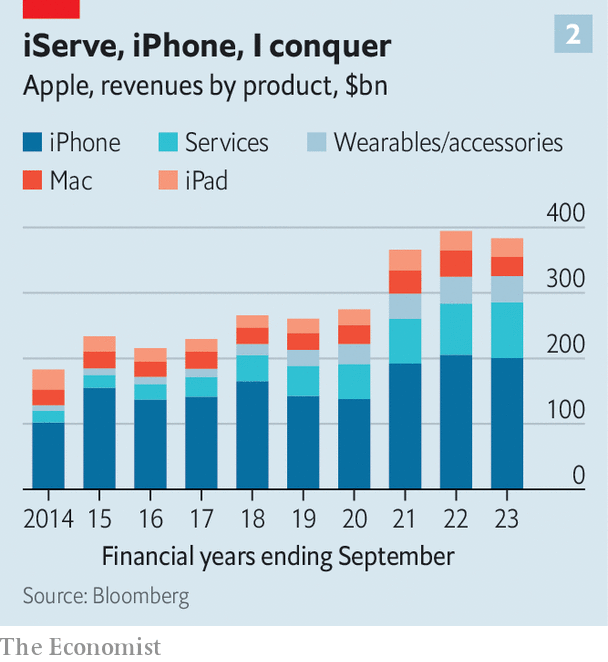 2
iServe, iPhone, I conquer
Apple, revenues by product, $bn
iPhone Services Wearables/accessories
Mac iPad
400
300
200
100
0
2014 15 16 17 18 19 20 21 22 23
Financial years ending September
Source: Bloomberg
The Economist